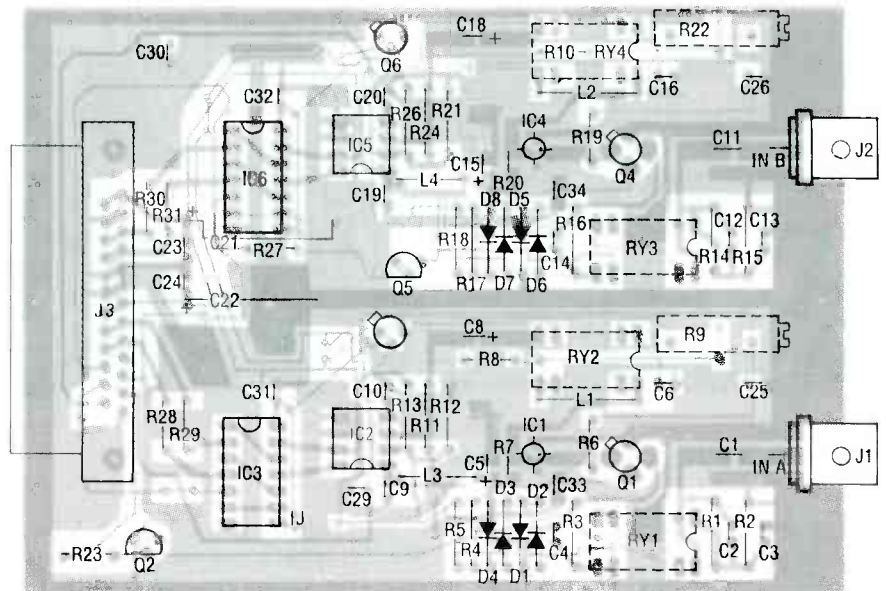 C18
R22
C30
Q6
R10 - RY4
L2
C16
C26
C32
C20
R26
R21
R24
IC4
R19
Q4
C11
J2
IN B
IC6
IC5
C15
L4
R20
C34
C19
D8
D5
R30
R31
C21
R27
C23
C24
C22
R18
R17
D7
D6
C14
R16
RY3
C12
C13
R14
R15
Q5
J3
C8
R8
RY2
R9
L1
C6
C25
C31
C10
R13
R12
R11
IC1
R6
R7
Q1
C1
J1
IN A
R28
R29
IC3
IC2
C5
L3
C29
C9
D3
D2
C33
IJ
R5
R4
D4
D1
C4
R3
RY1
R1
R2
C2
C3
R23
Q2